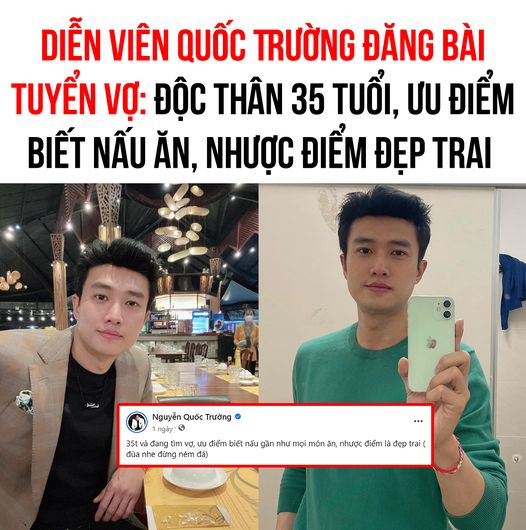 DIỄN VIÊN QUỐC TRƯỜNG ĐĂNG BÀI
TUYỂN VỢ: ĐỘC THÂN 35 TUỔI, ƯU ĐIỂM
BIẾT NẤU ĂN, NHƯỢC ĐIỂM ĐẸP TRAI
Nguyễn Quốc Trường
1 ngày
35t và đang tìm vợ, ưu điểm biết nấu gần như mọi món ăn, nhược điểm là đẹp trai (
đùa nhe đừng ném đá)